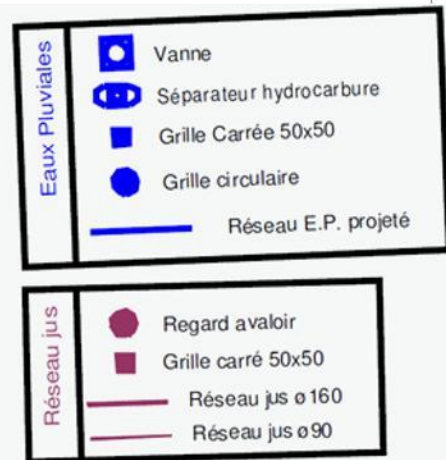 Eaux Pluviales
Vanne
Séparateur hydrocarbure
Grille Carrée 50x50
Grille circulaire
Réseau E.P. projeté
Réseau jus
Regard avaloir
Grille carré 50x50
Réseau jus ø160
Réseau jus ø90